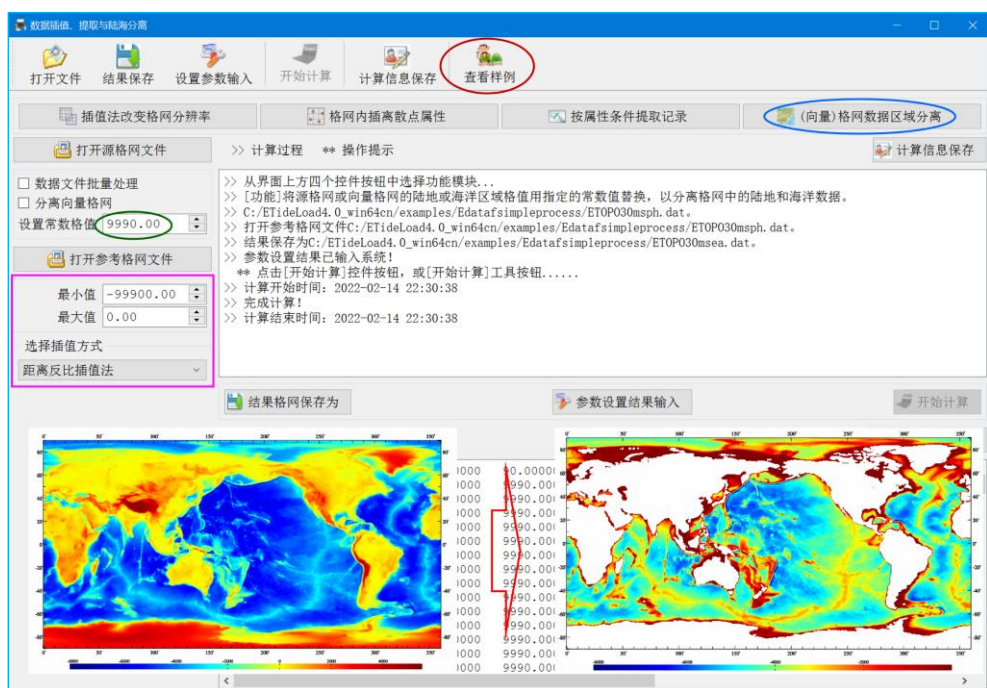 数据插值、提取与陆海分离
打开文件 结果保存 设置参数输入 开始计算 计算信息保存 查看样例
插值法改变格网分辨率 格网内插离散点属性 按属性条件提取记录 (向量)格网数据区域分离
打开源格网文件 >> 计算过程 ** 操作提示 计算信息保存
数据文件批量处理
分离向量格网
设置常数格值 9990.00
打开参考格网文件
最小值 -99900.00
最大值 0.00
选择插值方式
距离反比插值法
>> 从界面上方四个控件按钮中选择功能模块...
>> [功能]将源格网或向量格网的陆地或海洋区域格值用指定的常数值替换，以分离格网中的陆地和海洋数据。
>> C:/ETideLoad4.0_win64cn/examples/Edatafsimpleprocess/ETOPO30msph.dat。
>> 打开参考格网文件C:/ETideLoad4.0_win64cn/examples/Edatafsimpleprocess/ETOPO30msph.dat。
>> 结果保存为C:/ETideLoad4.0_win64cn/examples/Edatafsimpleprocess/ETOPO30msea.dat。
>> 参数设置结果已输入系统!
** 点击[开始计算]控件按钮，或[开始计算]工具按钮......
>> 计算开始时间: 2022-02-14 22:30:38
>> 完成计算!
>> 计算结束时间: 2022-02-14 22:30:38
结果格网保存为 参数设置结果输入 开始计算